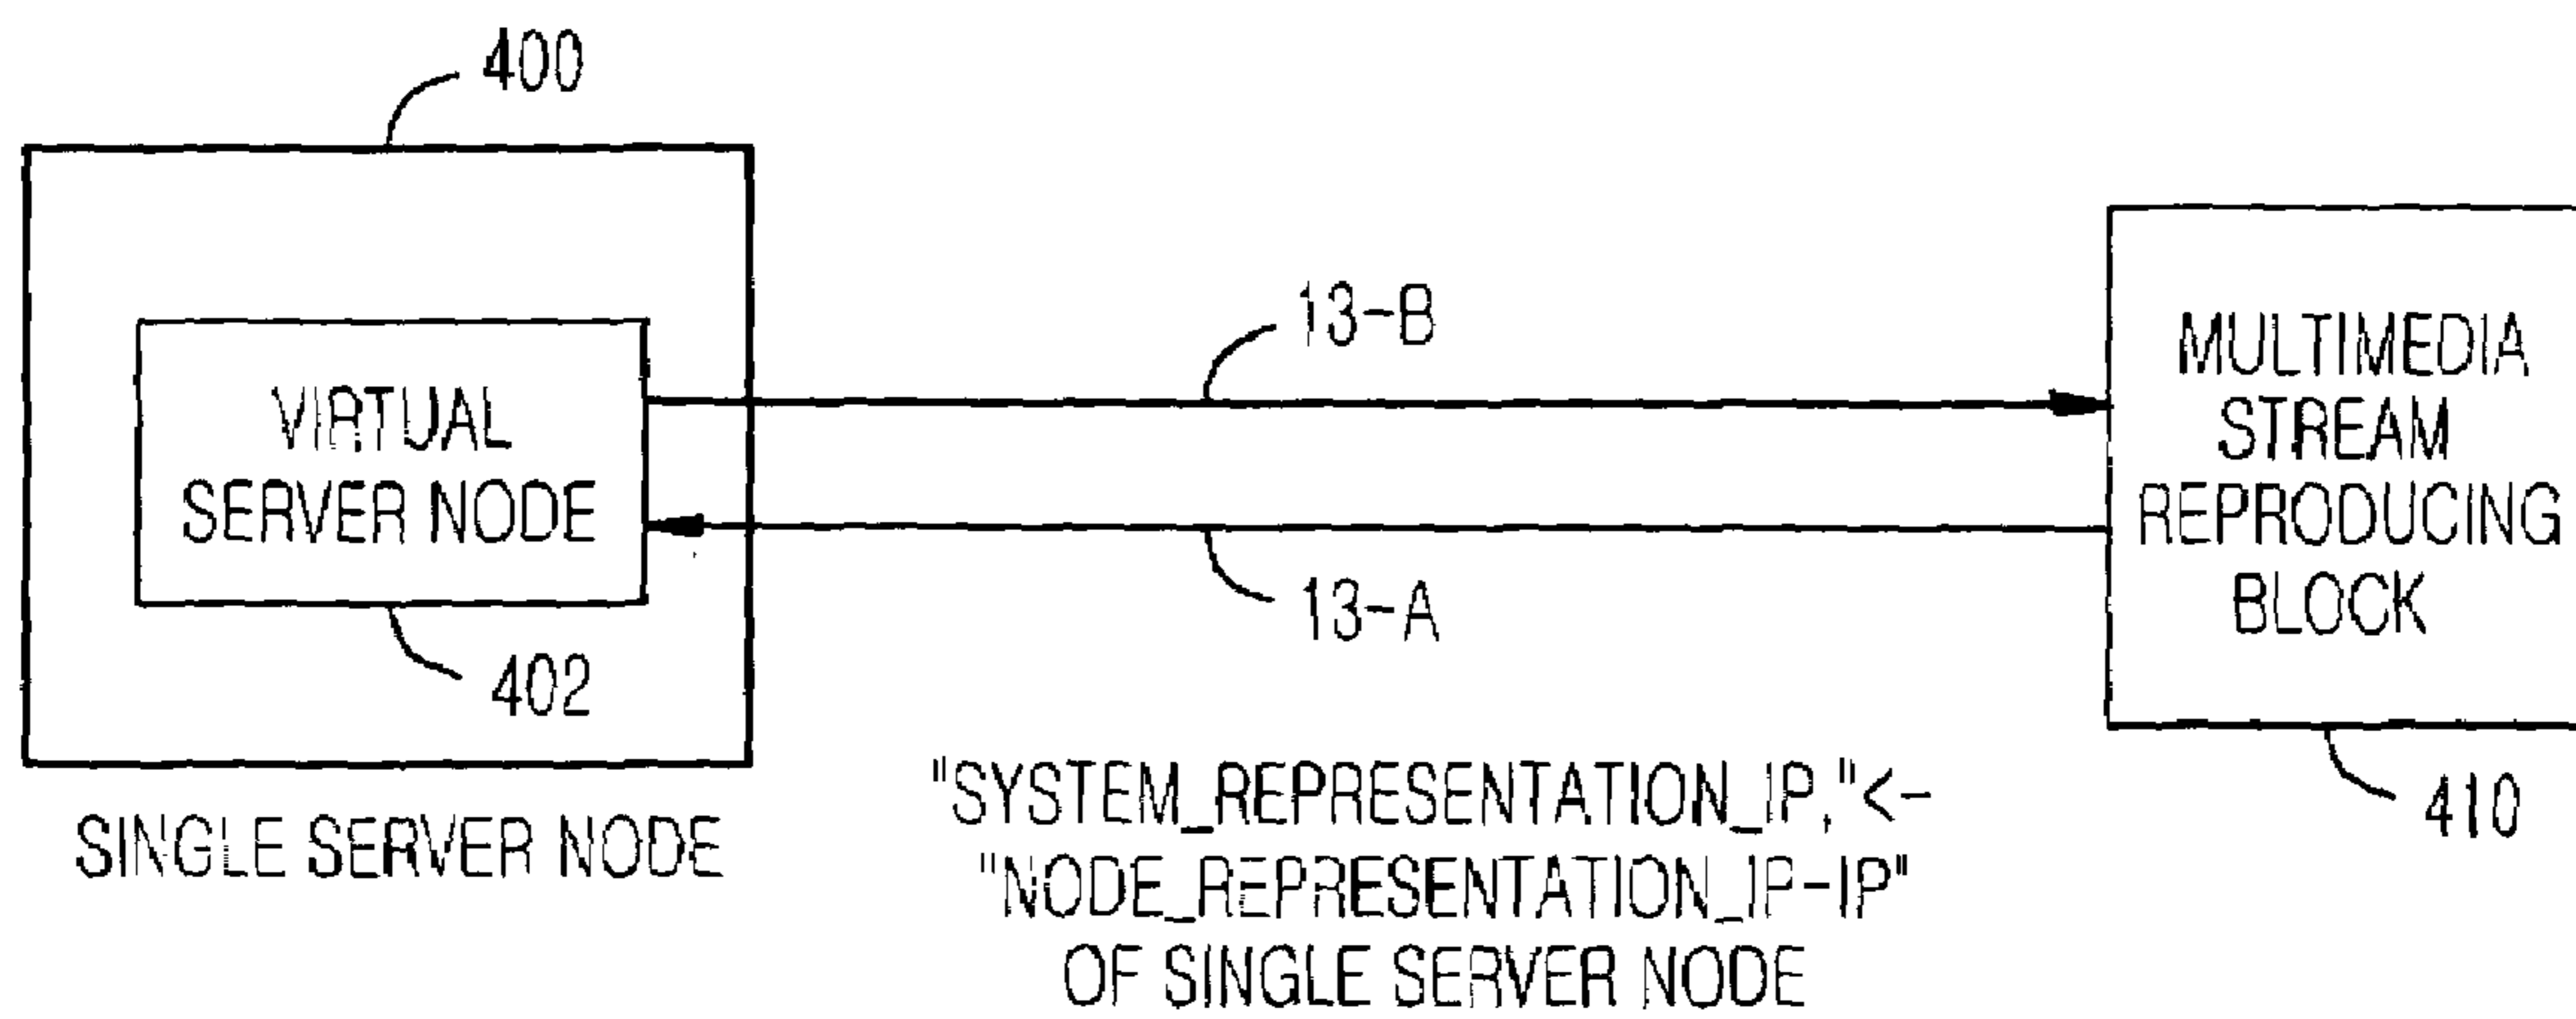 400
13-B
VIRTUAL
SERVER NODE
MULTIMEDIA
STREAM
REPRODUCING
BLOCK
13-A
402
410
SINGLE SERVER NODE
"SYSTEM_REPRESENTATION_IP,"<-
"NODE_REPRESENTATION_IP-IP"
OF SINGLE SERVER NODE